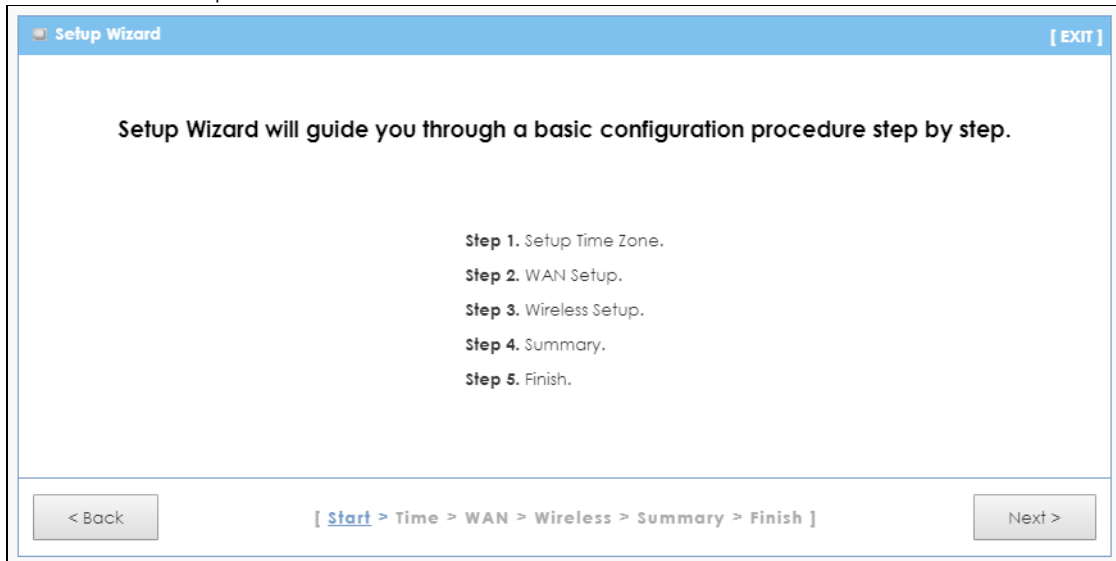 Setup Wizard [ EXIT ]
Setup Wizard will guide you through a basic configuration procedure step by step.
Step 1. Setup Time Zone.
Step 2. WAN Setup.
Step 3. Wireless Setup.
Step 4. Summary.
Step 5. Finish.
< Back [ Start > Time > WAN > Wireless > Summary > Finish ] Next >